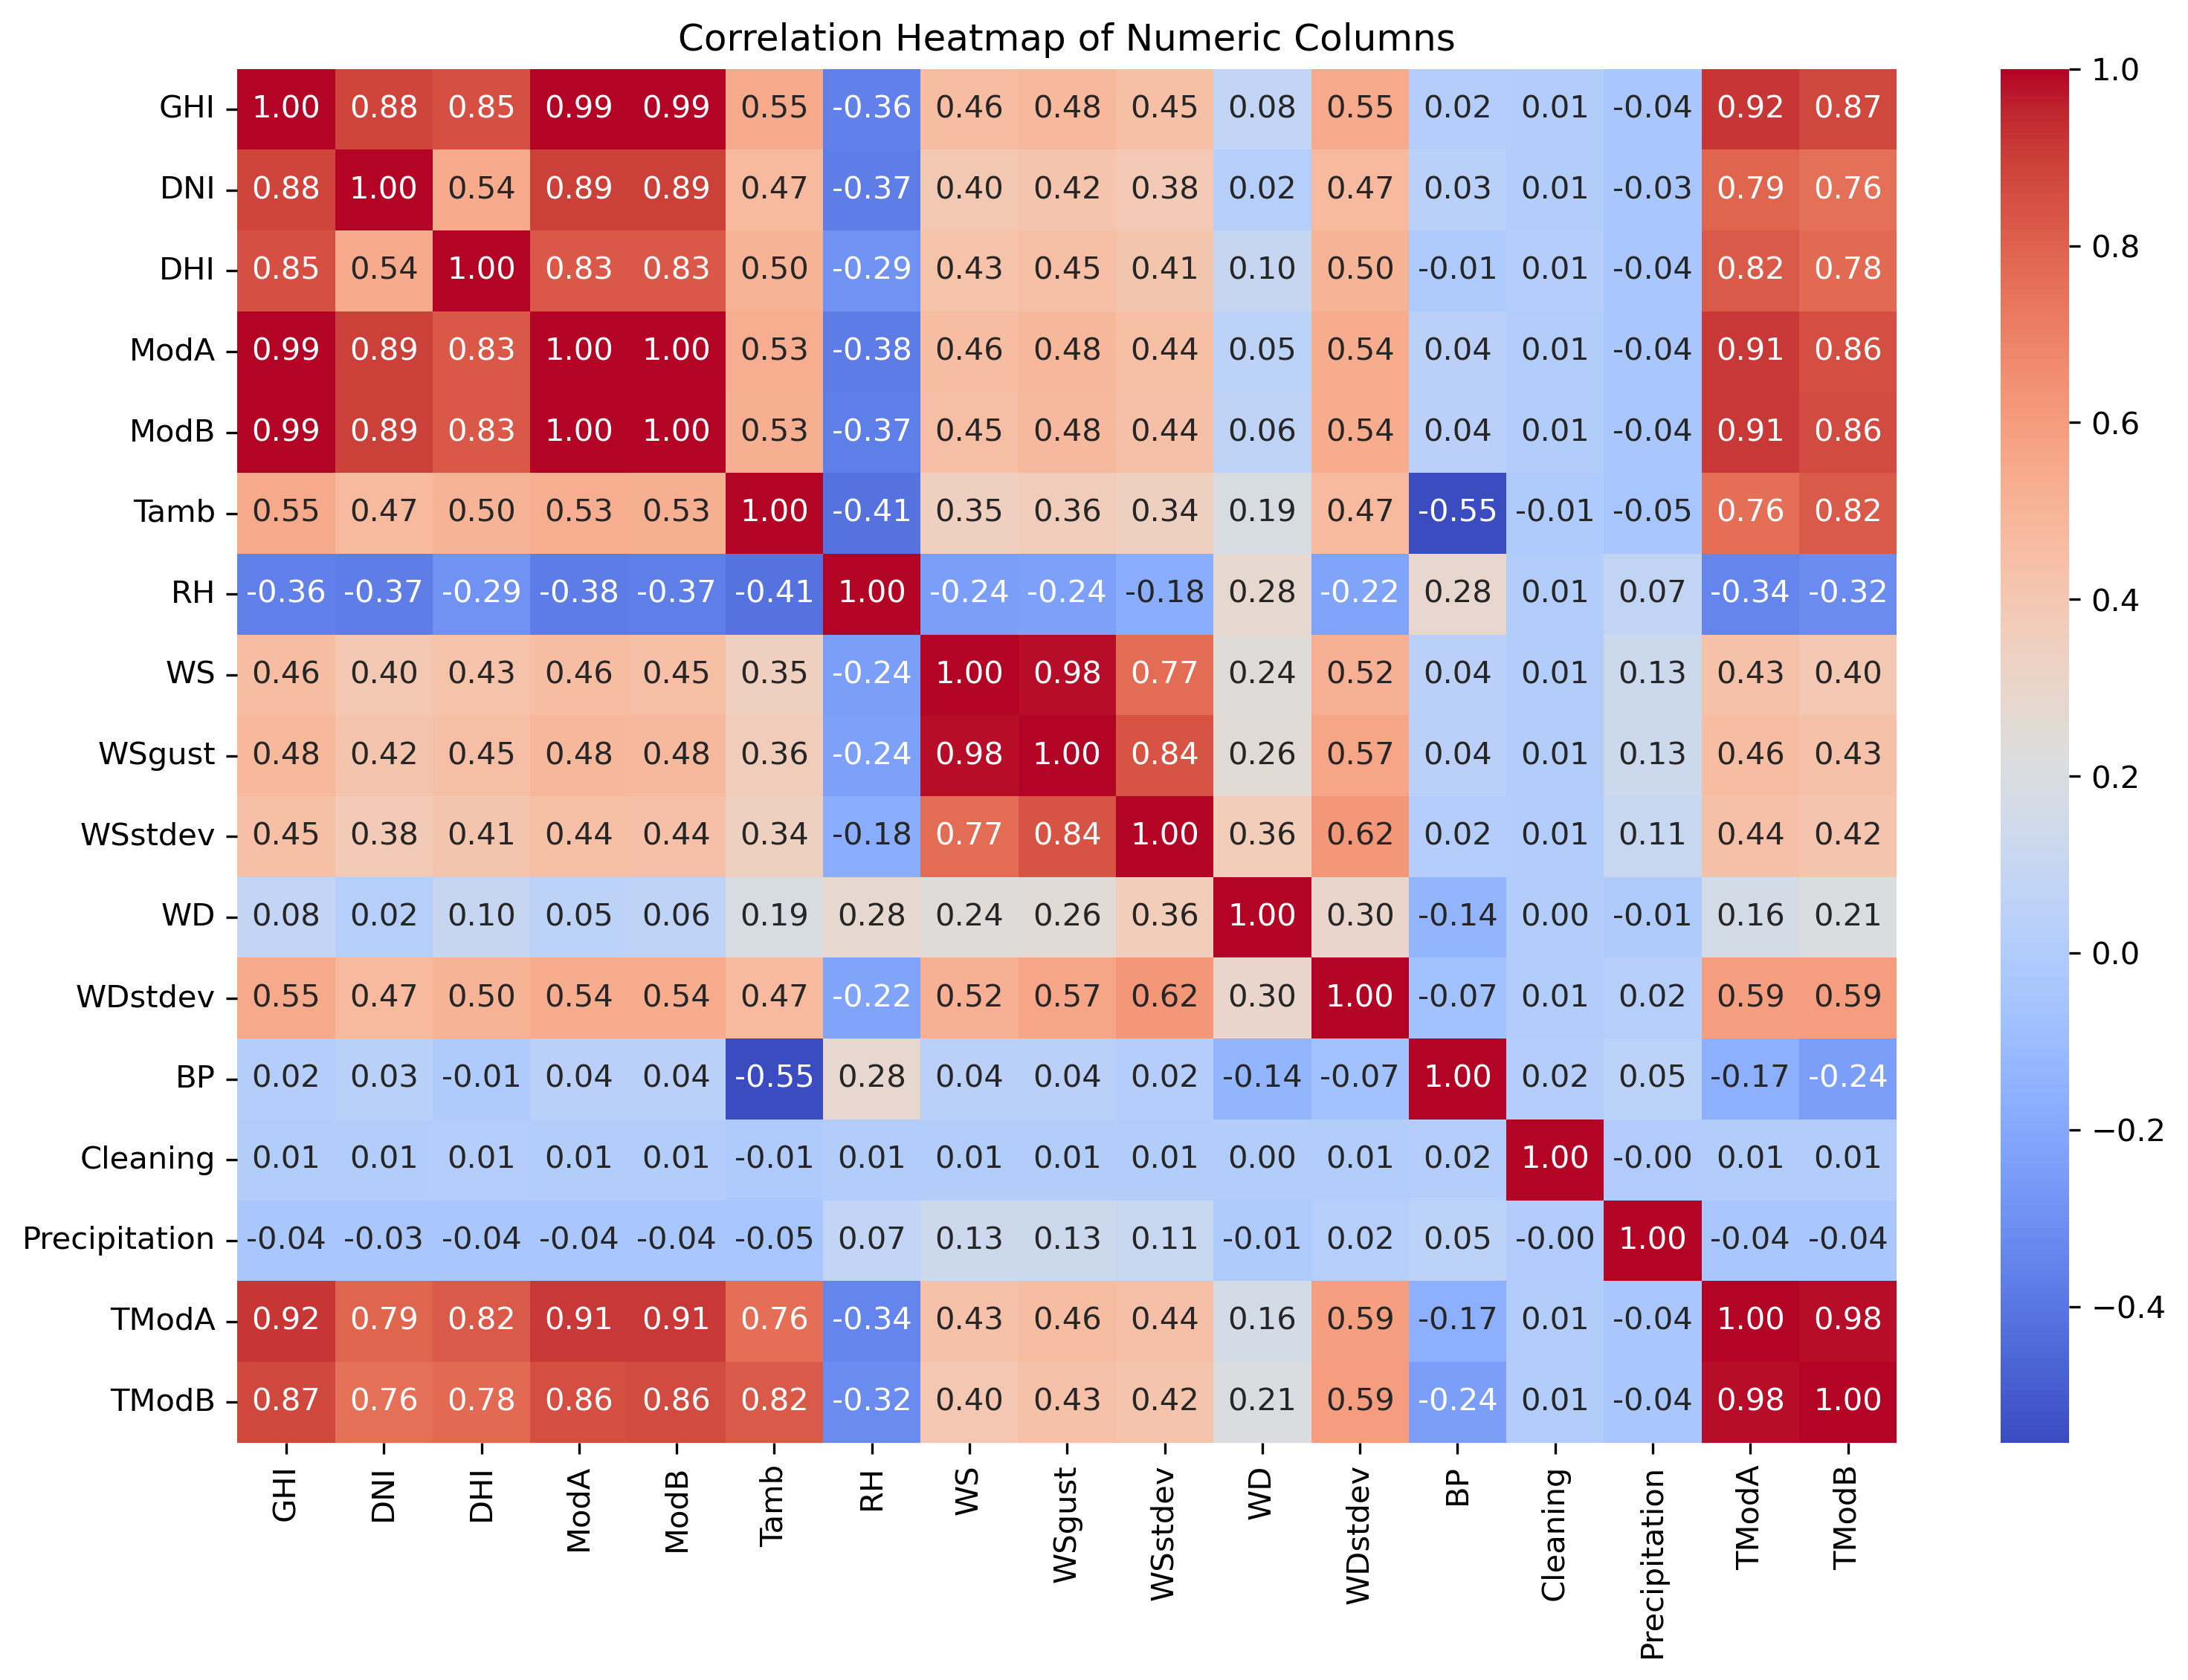 Correlation Heatmap of Numeric Columns
GHI 1.00 0.88 0.85 0.99 0.99 0.55 -0.36 0.46 0.48 0.45 0.08 0.55 0.02 0.01 -0.04 0.92 0.87
DNI 0.88 1.00 0.54 0.89 0.89 0.47 -0.37 0.40 0.42 0.38 0.02 0.47 0.03 0.01 -0.03 0.79 0.76
DHI 0.85 0.54 1.00 0.83 0.83 0.50 -0.29 0.43 0.45 0.41 0.10 0.50 -0.01 0.01 -0.04 0.82 0.78
ModA 0.99 0.89 0.83 1.00 1.00 0.53 -0.38 0.46 0.48 0.44 0.05 0.54 0.04 0.01 -0.04 0.91 0.86
ModB 0.99 0.89 0.83 1.00 1.00 0.53 -0.37 0.45 0.48 0.44 0.06 0.54 0.04 0.01 -0.04 0.91 0.86
Tamb 0.55 0.47 0.50 0.53 0.53 1.00 -0.41 0.35 0.36 0.34 0.19 0.47 -0.55 -0.01 -0.05 0.76 0.82
RH -0.36 -0.37 -0.29 -0.38 -0.37 -0.41 1.00 -0.24 -0.24 -0.18 0.28 -0.22 0.28 0.01 0.07 -0.34 -0.32
WS 0.46 0.40 0.43 0.46 0.45 0.35 -0.24 1.00 0.98 0.77 0.24 0.52 0.04 0.01 0.13 0.43 0.40
WSgust 0.48 0.42 0.45 0.48 0.48 0.36 -0.24 0.98 1.00 0.84 0.26 0.57 0.04 0.01 0.13 0.46 0.43
WSstdev 0.45 0.38 0.41 0.44 0.44 0.34 -0.18 0.77 0.84 1.00 0.36 0.62 0.02 0.01 0.11 0.44 0.42
WD 0.08 0.02 0.10 0.05 0.06 0.19 0.28 0.24 0.26 0.36 1.00 0.30 -0.14 0.00 -0.01 0.16 0.21
WDstdev 0.55 0.47 0.50 0.54 0.54 0.47 -0.22 0.52 0.57 0.62 0.30 1.00 -0.07 0.01 0.02 0.59 0.59
BP 0.02 0.03 -0.01 0.04 0.04 -0.55 0.28 0.04 0.04 0.02 -0.14 -0.07 1.00 0.02 0.05 -0.17 -0.24
Cleaning 0.01 0.01 0.01 0.01 0.01 -0.01 0.01 0.01 0.01 0.01 0.00 0.01 0.02 1.00 -0.00 0.01 0.01
Precipitation -0.04 -0.03 -0.04 -0.04 -0.04 -0.05 0.07 0.13 0.13 0.11 -0.01 0.02 0.05 -0.00 1.00 -0.04 -0.04
TModA 0.92 0.79 0.82 0.91 0.91 0.76 -0.34 0.43 0.46 0.44 0.16 0.59 -0.17 0.01 -0.04 1.00 0.98
TModB 0.87 0.76 0.78 0.86 0.86 0.82 -0.32 0.40 0.43 0.42 0.21 0.59 -0.24 0.01 -0.04 0.98 1.00
GHI DNI DHI ModA ModB Tamb RH WS WSgust WSstdev WD WDstdev BP Cleaning Precipitation TModA TModB
1.0
0.8
0.6
0.4
0.2
0.0
−0.2
−0.4